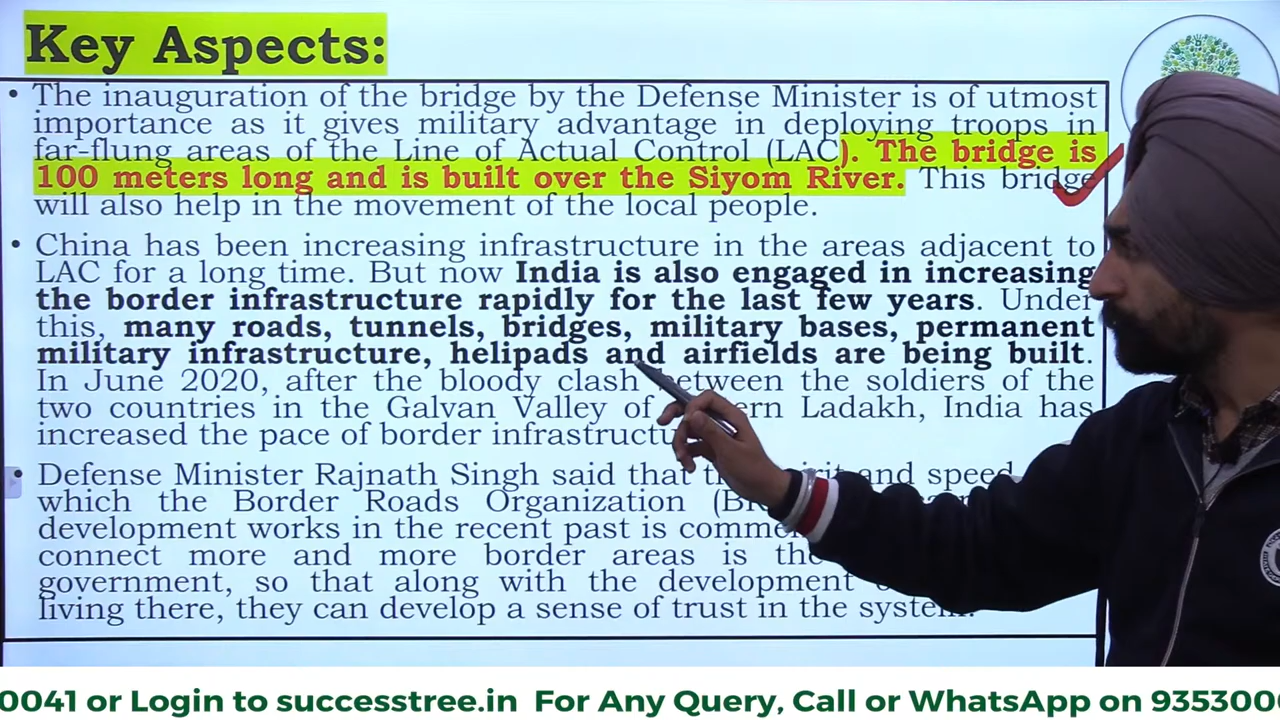 Key Aspects:
• The inauguration of the bridge by the Defense Minister is of utmost
importance as it gives military advantage in deploying troops in
far-flung areas of the Line of Actual Control (LAC). The bridge is
100 meters long and is built over the Siyom River. This bridge
will also help in the movement of the local people.
• China has been increasing infrastructure in the areas adjacent to
LAC for a long time. But now India is also engaged in increasing
the border infrastructure rapidly for the last few years. Under
this, many roads, tunnels, bridges, military bases, permanent
military infrastructure, helipads and airfields are being built.
In June 2020, after the bloody clash between the soldiers of the
two countries in the Galvan Valley of ern Ladakh, India has
increased the pace of border infrastructu
• Defense Minister Rajnath Singh said that and speed
which the Border Roads Organization
development works in the recent past is
connect more and more border areas is
government, so that along with the development
living there, they can develop a sense of trust in the system.
0041 or Login to successtree.in For Any Query, Call or WhatsApp on 935300